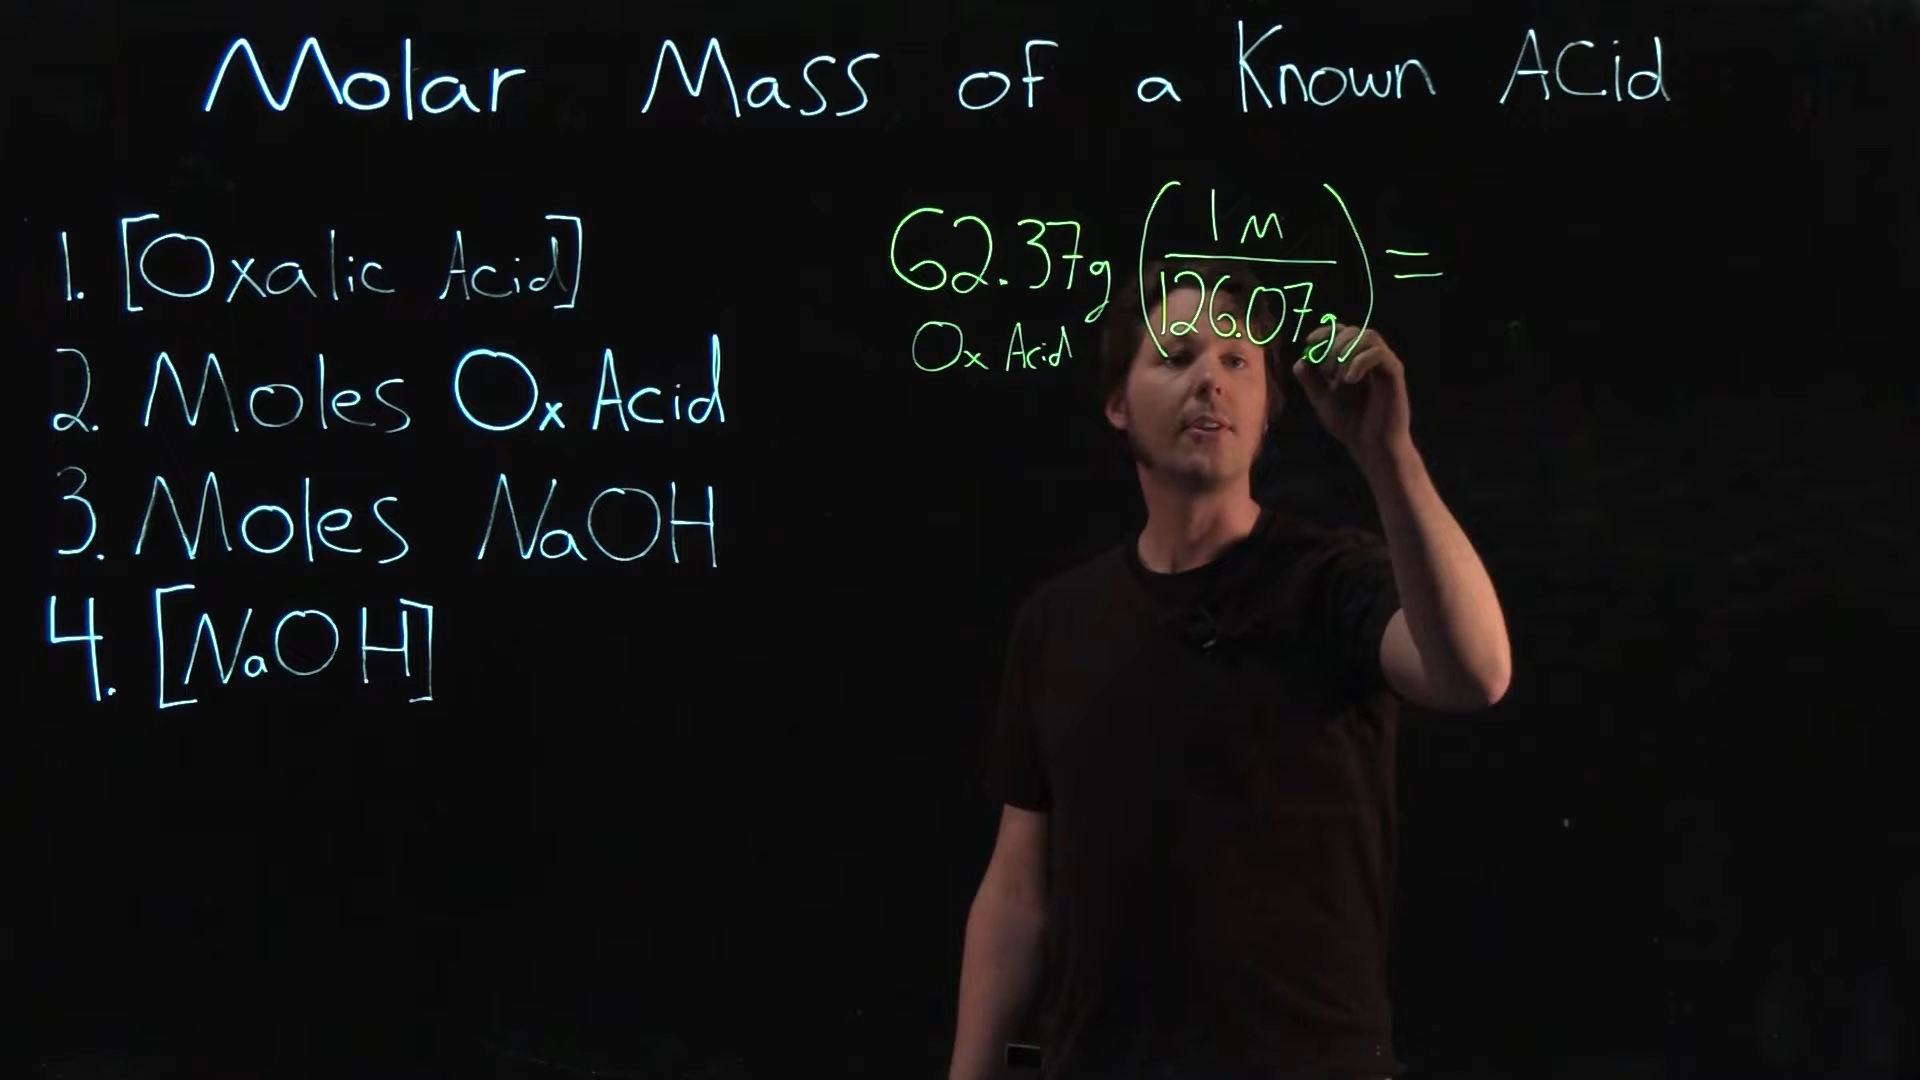 Molar Mass of a Known Acid
1. [Oxalic Acid]
2. Moles Ox Acid
3. Moles NaOH
4. [NaOH]
62.37g (1 m / 126.07g) =
Ox Acid